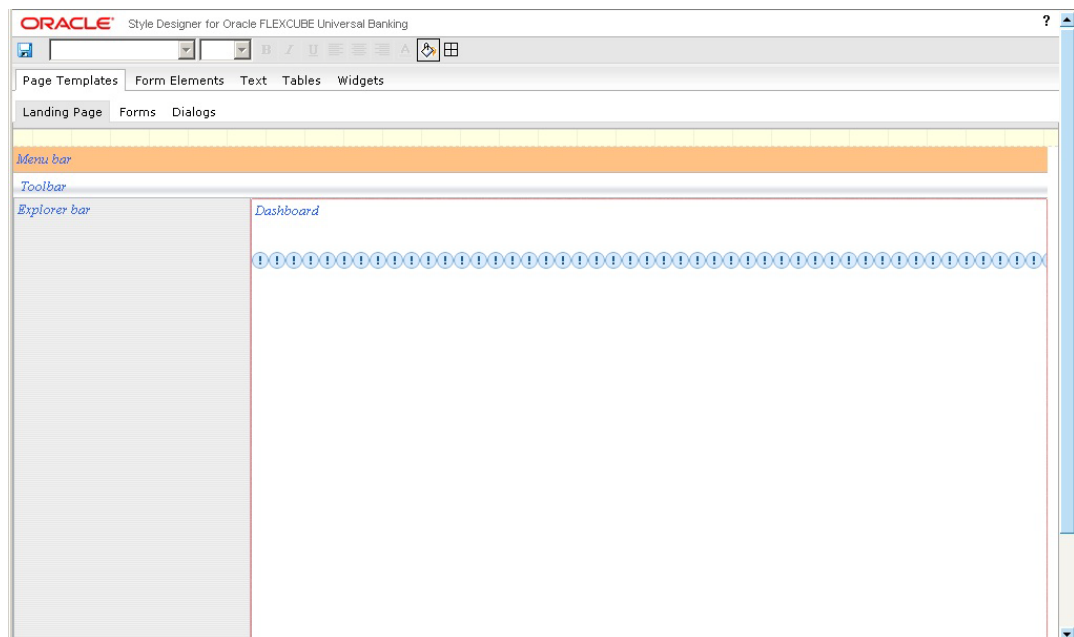 ORACLE® Style Designer for Oracle FLEXCUBE Universal Banking ?
B I U A
Page Templates Form Elements Text Tables Widgets
Landing Page Forms Dialogs
Menu bar
Toolbar
Explorer bar Dashboard